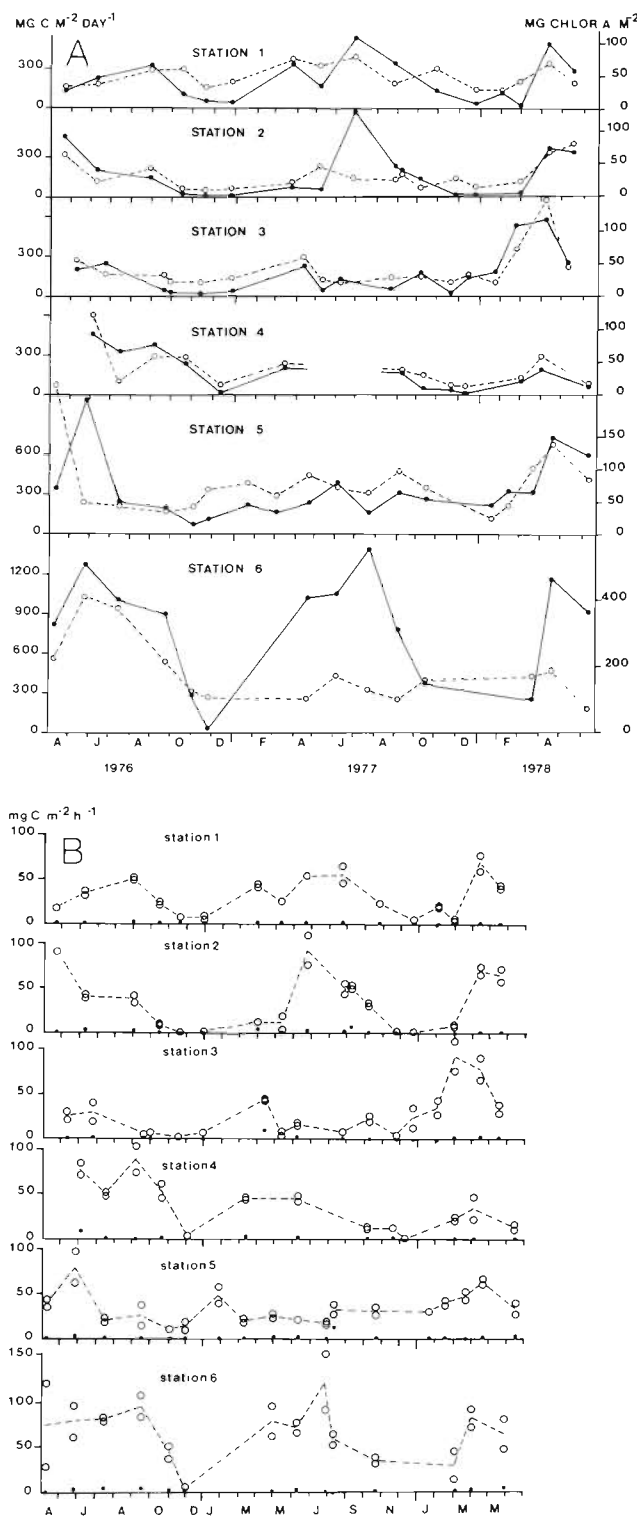 MG C M⁻² DAY⁻¹ MG CHLOR A M⁻²
A
STATION 1
300
0
100
50
0
STATION 2
300
0
100
50
0
STATION 3
300
0
100
50
0
STATION 4
300
0
100
50
0
STATION 5
600
300
0
150
100
50
0
STATION 6
1200
900
600
300
0
400
200
0
A J A O D F A J A O D F A
1976 1977 1978
mg C m⁻² h⁻¹
B
station 1
100
50
0
station 2
100
50
0
station 3
100
50
0
station 4
100
50
0
station 5
100
50
0
station 6
150
100
50
0
A J A O D J M M J S N J M M